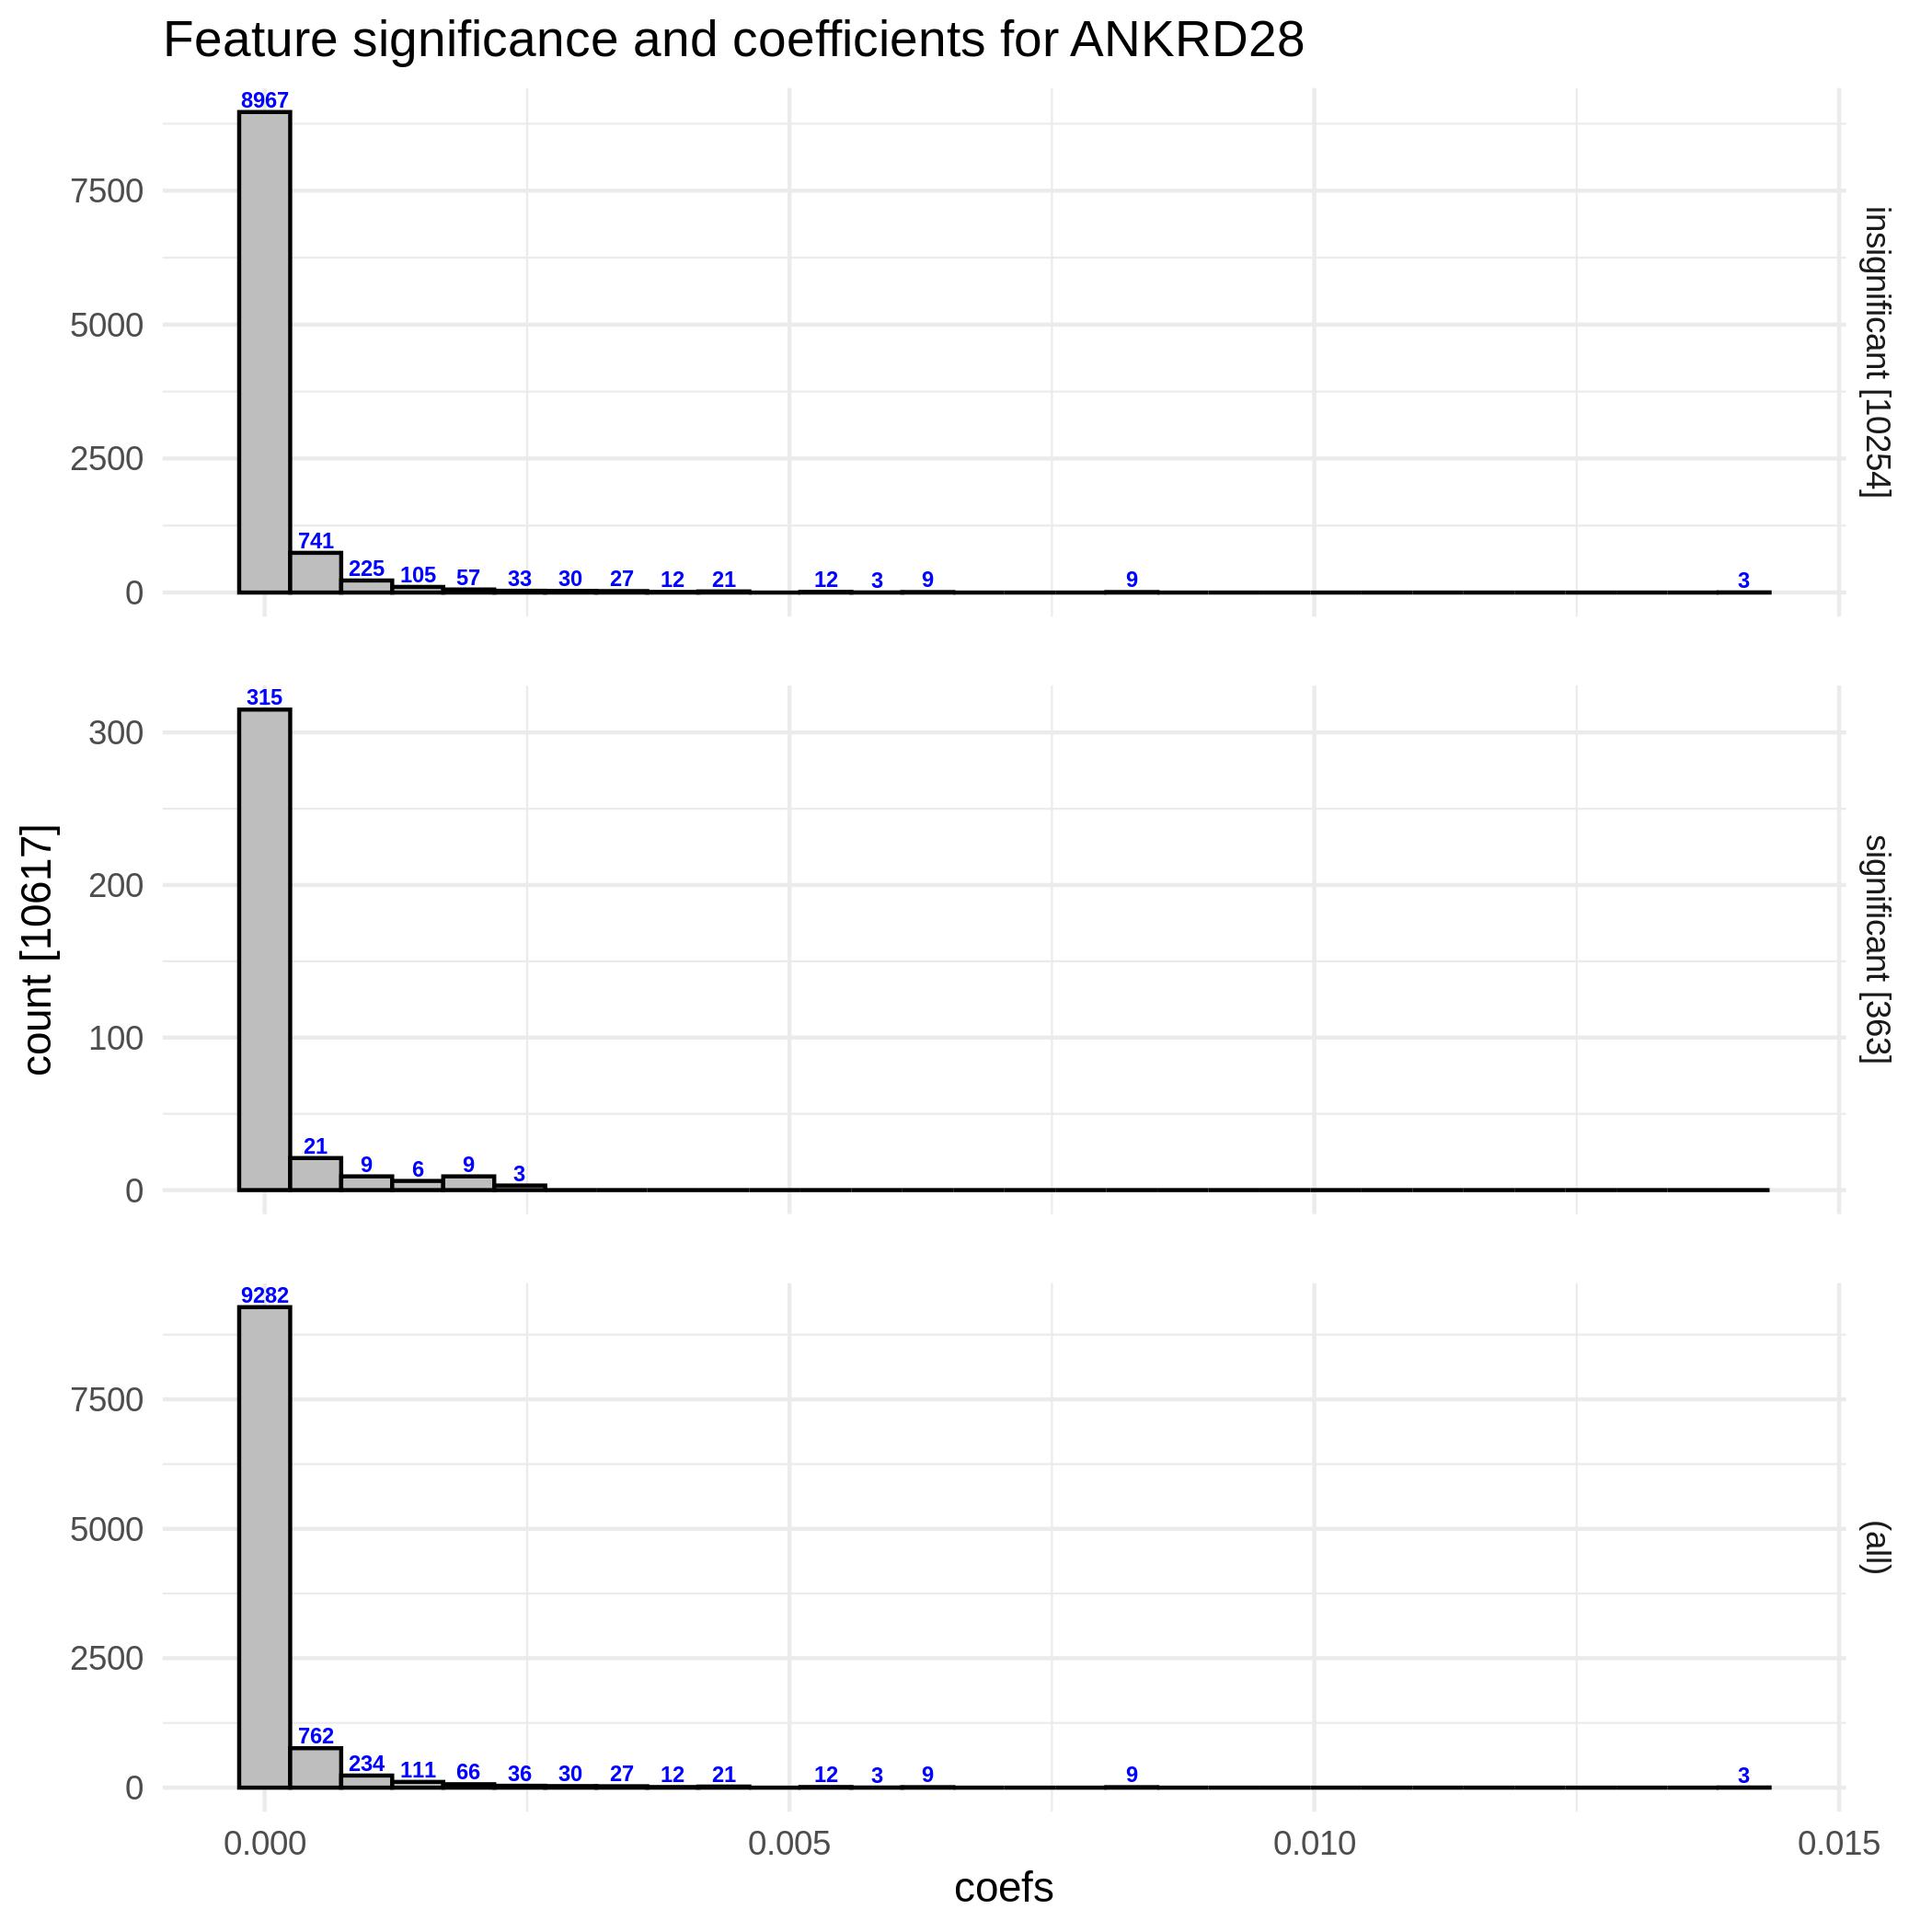 Feature significance and coefficients for ANKRD28
8967
7500
5000
2500
741
225 105 57 33 30 27 12 21 12 3 9 9 3
0
insignificant [10254]
315
300
200
100
21
9 6 9 3
0
significant [363]
count [10617]
9282
7500
5000
2500
762
234 111 66 36 30 27 12 21 12 3 9 9 3
0
(all)
0.000 0.005 0.010 0.015
coefs